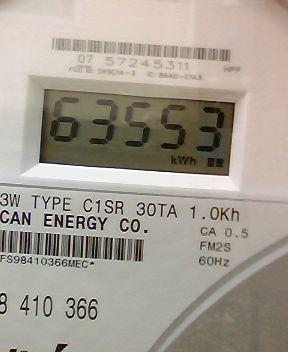 07 57245311
63553
kWh
3W TYPE C1SR 30TA 1.0Kh
CAN ENERGY CO.
CA 0.5
FM2S
60Hz
FS98410366MEC*
8 410 366